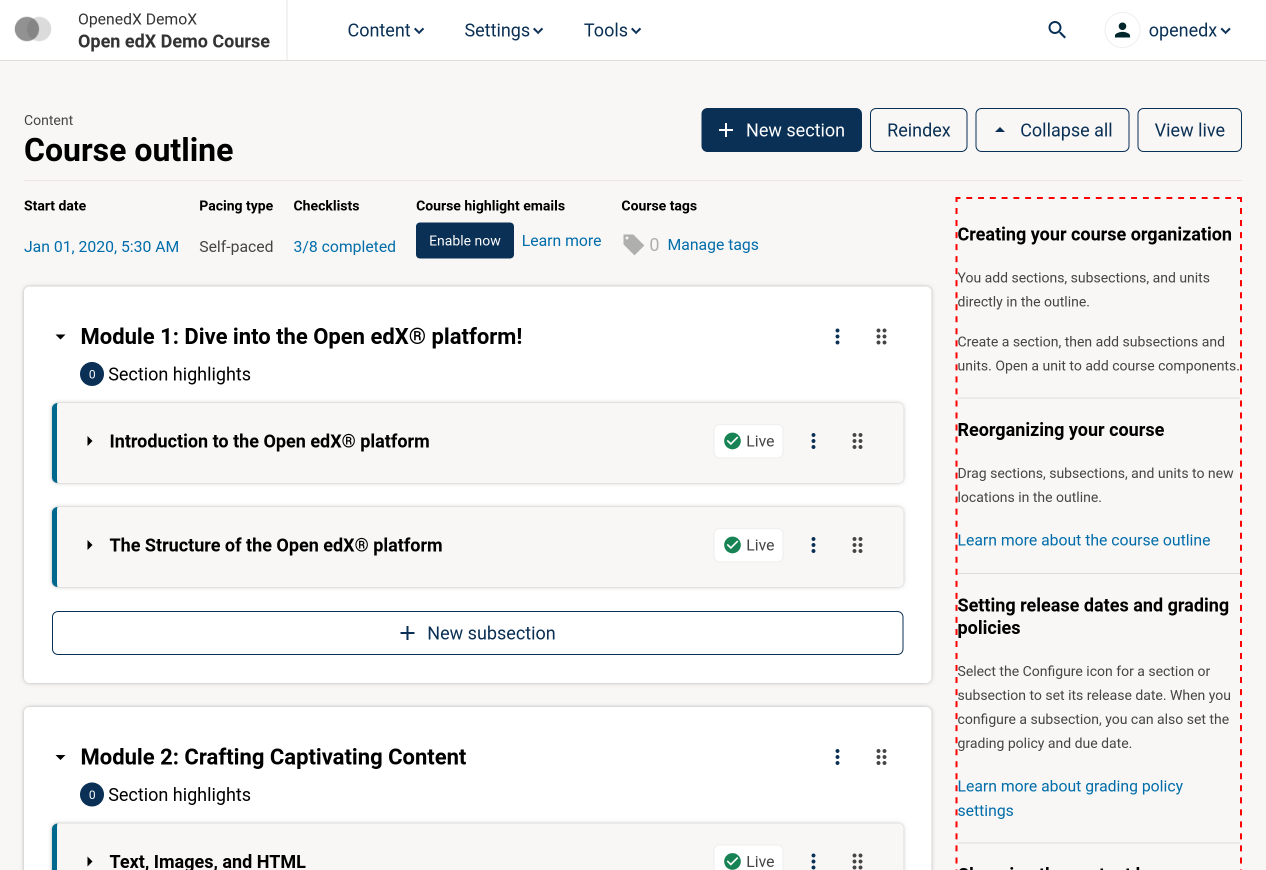 OpenedX DemoX
Open edX Demo Course
Content
Settings
Tools
openedx
Content
Course outline
New section
Reindex
Collapse all
View live
Start date
Jan 01, 2020, 5:30 AM
Pacing type
Self-paced
Checklists
3/8 completed
Course highlight emails
Enable now
Learn more
Course tags
0
Manage tags
Module 1: Dive into the Open edX® platform!
0
Section highlights
Introduction to the Open edX® platform
Live
The Structure of the Open edX® platform
Live
New subsection
Module 2: Crafting Captivating Content
0
Section highlights
Text, Images, and HTML
Live
Creating your course organization
You add sections, subsections, and units
directly in the outline.
Create a section, then add subsections and
units. Open a unit to add course components.
Reorganizing your course
Drag sections, subsections, and units to new
locations in the outline.
Learn more about the course outline
Setting release dates and grading
policies
Select the Configure icon for a section or
subsection to set its release date. When you
configure a subsection, you can also set the
grading policy and due date.
Learn more about grading policy
settings